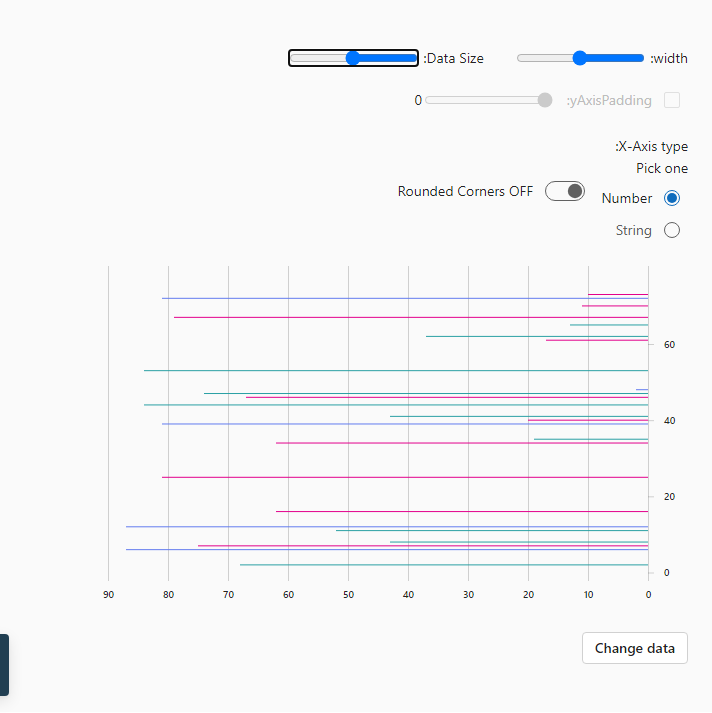 :width
:Data Size
:yAxisPadding
0
:X-Axis type
Pick one
Number
Rounded Corners OFF
String
60
40
20
0
90 80 70 60 50 40 30 20 10 0
Change data